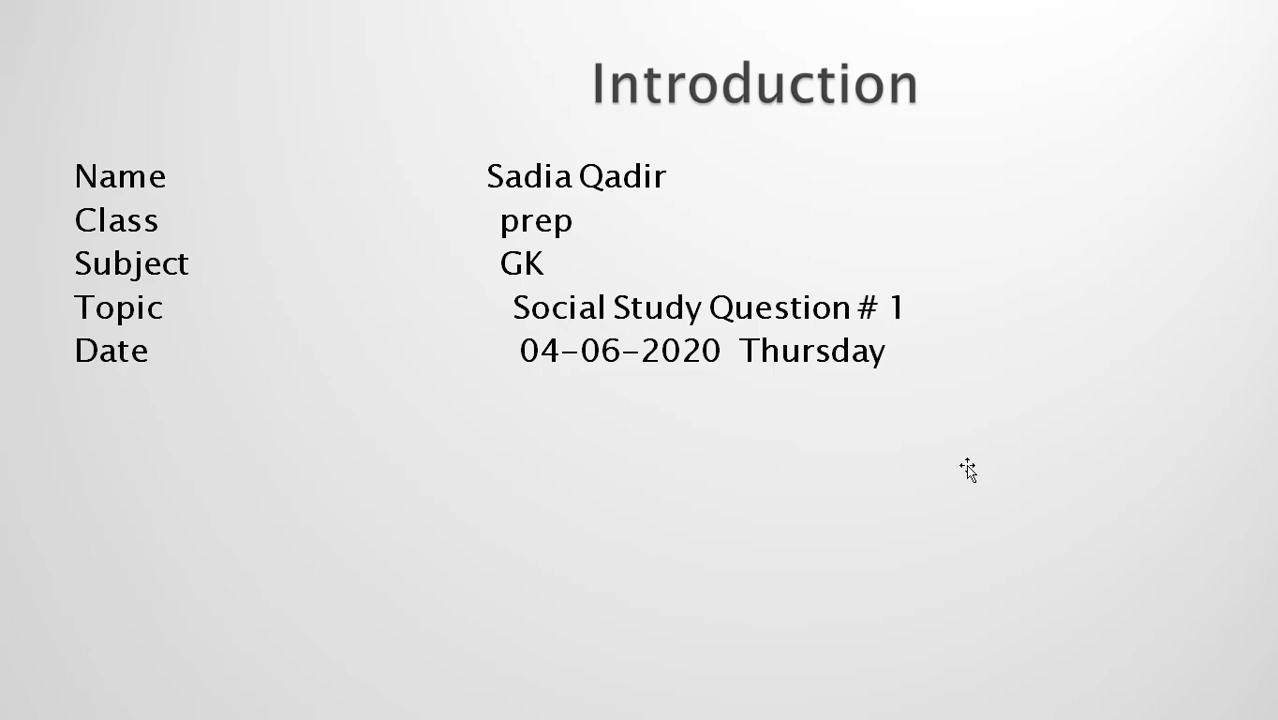 Introduction
Name Sadia Qadir
Class prep
Subject GK
Topic Social Study Question # 1
Date 04-06-2020 Thursday